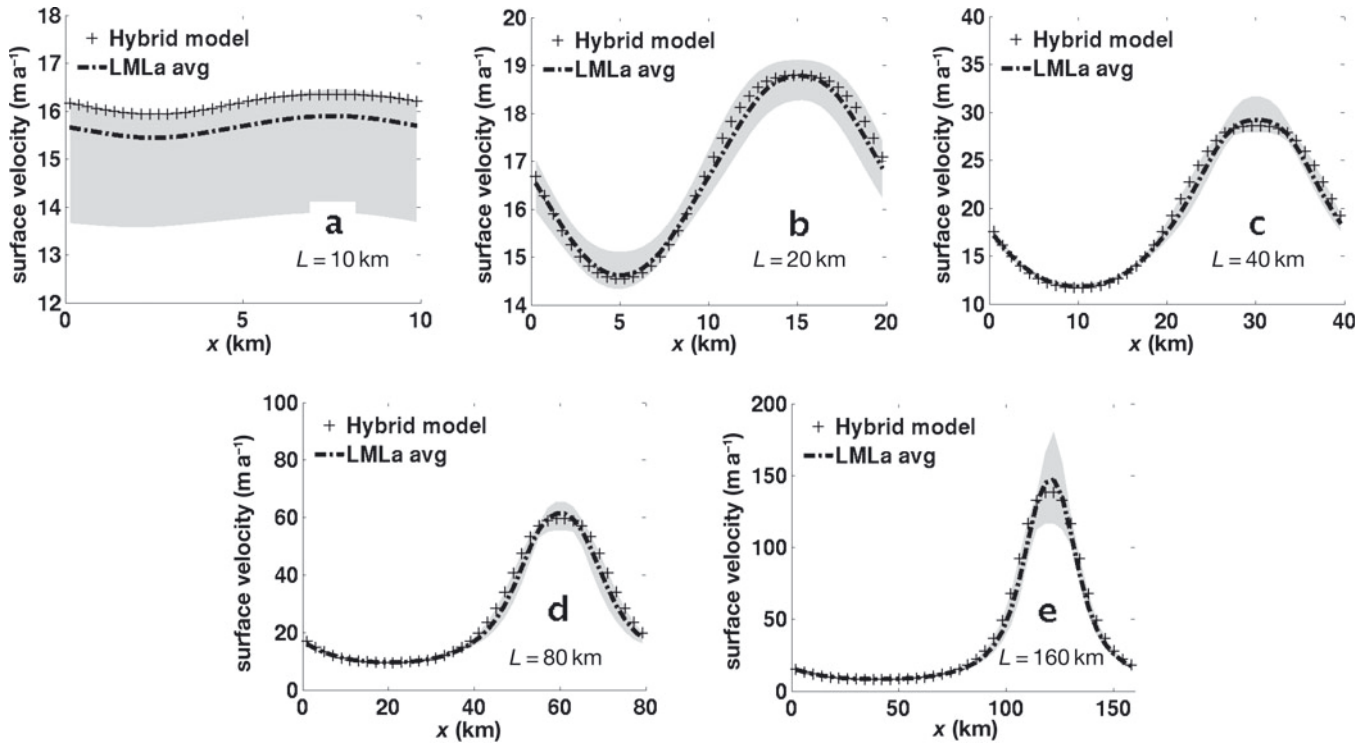 surface velocity (m a⁻¹)
18
17
16
15
14
13
12
Hybrid model
LMLa avg
a
L = 10 km
0
5
10
x (km)
surface velocity (m a⁻¹)
20
19
18
17
16
15
14
Hybrid model
LMLa avg
b
L = 20 km
0
5
10
15
20
x (km)
surface velocity (m a⁻¹)
40
35
30
25
20
15
10
Hybrid model
LMLa avg
c
L = 40 km
0
10
20
30
40
x (km)
surface velocity (m a⁻¹)
100
80
60
40
20
0
Hybrid model
LMLa avg
d
L = 80 km
0
20
40
60
80
x (km)
surface velocity (m a⁻¹)
200
150
100
50
0
Hybrid model
LMLa avg
e
L = 160 km
0
50
100
150
x (km)